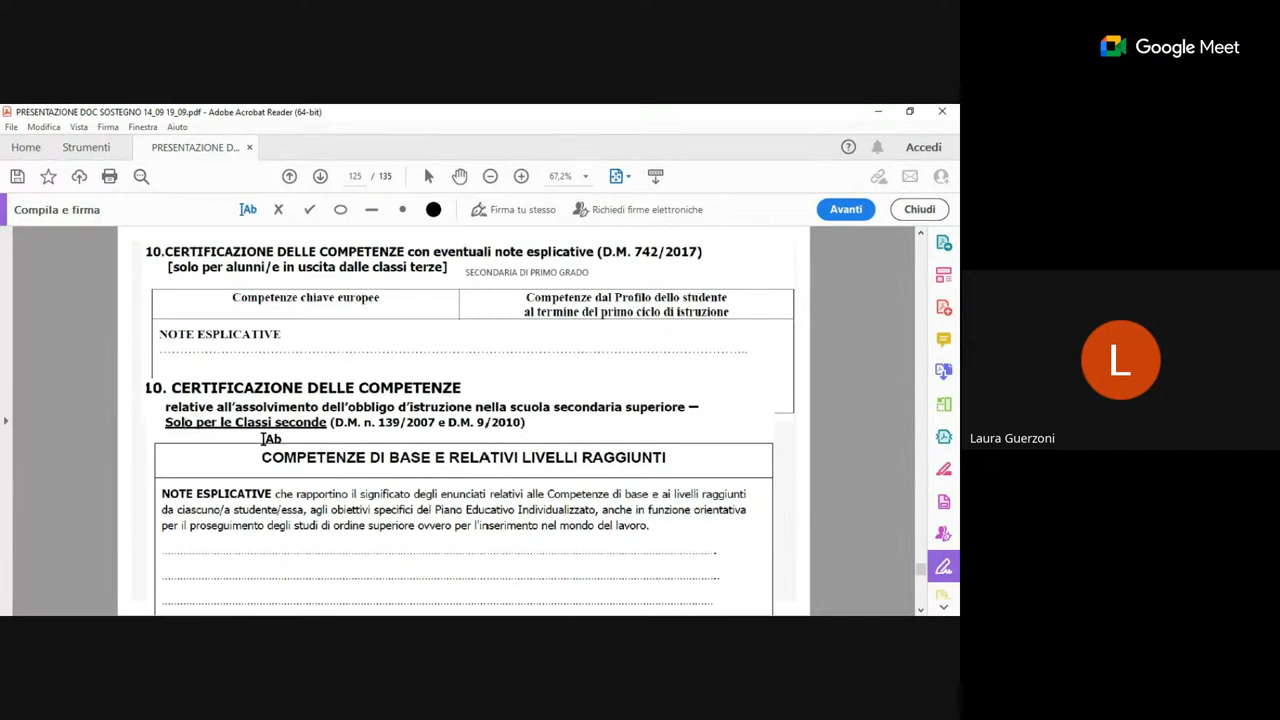 Google Meet
PRESENTAZIONE DOC SOSTEGNO 14_09 19_09.pdf - Adobe Acrobat Reader (64-bit)
File Modifica Vista Firma Finestra Aiuto
Home Strumenti PRESENTAZIONE D... × Accedi
125 / 135 67,2%
Compila e firma Ab Firma tu stesso Richiedi firme elettroniche Avanti Chiudi
10.CERTIFICAZIONE DELLE COMPETENZE con eventuali note esplicative (D.M. 742/2017)
[solo per alunni/e in uscita dalle classi terze] SECONDARIA DI PRIMO GRADO
Competenze chiave europee
Competenze dal Profilo dello studente
al termine del primo ciclo di istruzione
NOTE ESPLICATIVE
10. CERTIFICAZIONE DELLE COMPETENZE
relative all'assolvimento dell'obbligo d'istruzione nella scuola secondaria superiore –
Solo per le Classi seconde (D.M. n. 139/2007 e D.M. 9/2010)
Ab
COMPETENZE DI BASE E RELATIVI LIVELLI RAGGIUNTI
NOTE ESPLICATIVE che rapportino il significato degli enunciati relativi alle Competenze di base e ai livelli raggiunti
da ciascuno/a studente/essa, agli obiettivi specifici del Piano Educativo Individualizzato, anche in funzione orientativa
per il proseguimento degli studi di ordine superiore ovvero per l'inserimento nel mondo del lavoro.
L
Laura Guerzoni